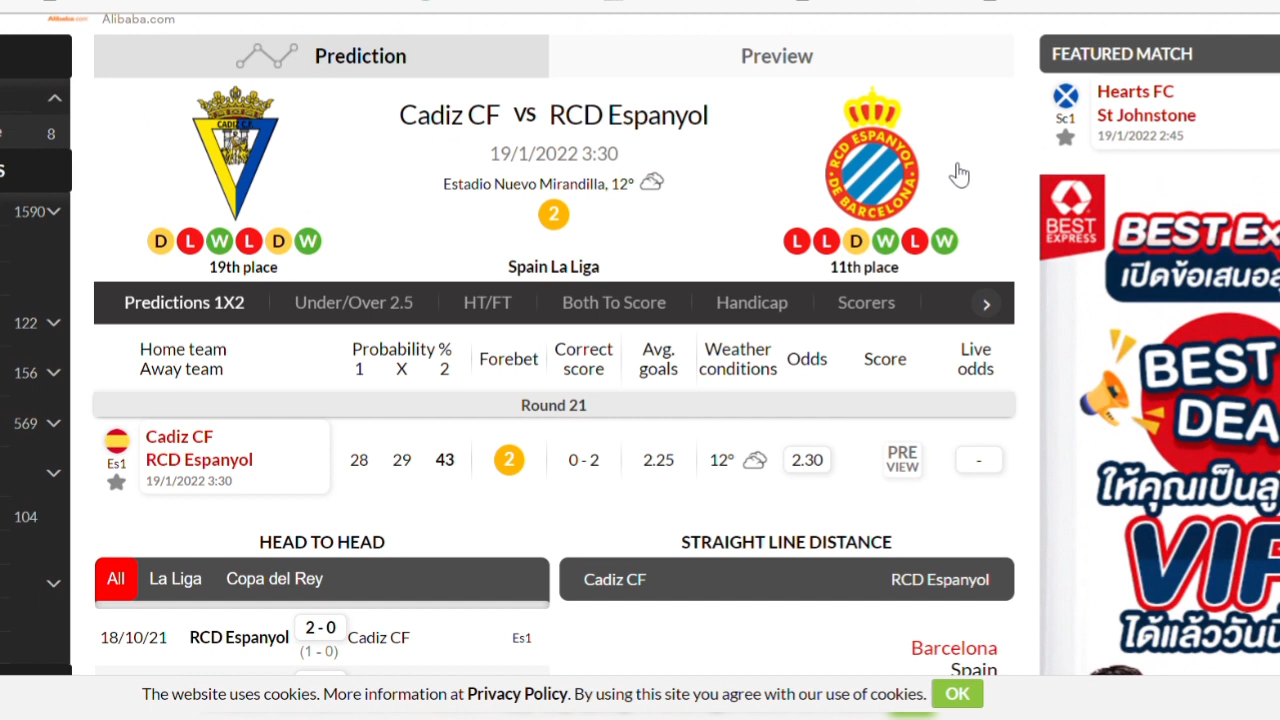 Alibaba.com Alibaba.com
Prediction Preview
FEATURED MATCH
Hearts FC
St Johnstone
Sc1
19/1/2022 2:45
CADIZ C.F
Cadiz CF VS RCD Espanyol
19/1/2022 3:30
Estadio Nuevo Mirandilla, 12°
2
RCD ESPANYOL
DE BARCELONA
D L W L D W
L L D W L W
19th place Spain La Liga 11th place
8
S
1590
122
156
569
104
Predictions 1X2 Under/Over 2.5 HT/FT Both To Score Handicap Scorers >
Home team
Away team
Probability %
1 X 2
Forebet
Correct
score
Avg.
goals
Weather
conditions
Odds
Score
Live
odds
Round 21
Es1
Cadiz CF
RCD Espanyol
19/1/2022 3:30
28 29 43 2 0 - 2 2.25 12° 2.30 PRE
VIEW
-
HEAD TO HEAD STRAIGHT LINE DISTANCE
All La Liga Copa del Rey
Cadiz CF RCD Espanyol
18/10/21 RCD Espanyol 2 - 0 Cadiz CF Es1
(1 - 0)
Barcelona
Spain
BEST
EXPRESS
BEST Ex
เปิดข้อเสนอ
BEST
DEA
ให้คุณเป็น
VIF
ได้แล้ววัน
The website uses cookies. More information at Privacy Policy. By using this site you agree with our use of cookies. OK